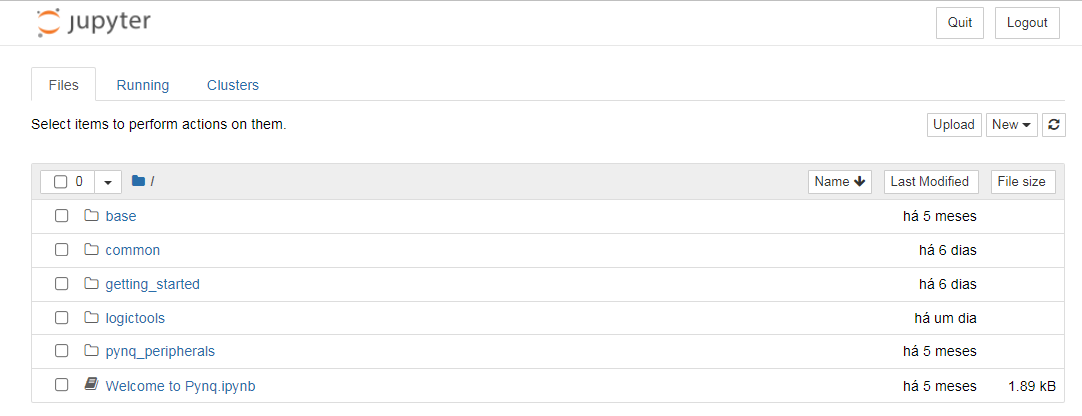 jupyter Quit Logout
Files Running Clusters
Select items to perform actions on them. Upload New
0 / Name Last Modified File size
base há 5 meses
common há 6 dias
getting_started há 6 dias
logictools há um dia
pynq_peripherals há 5 meses
Welcome to Pynq.ipynb há 5 meses 1.89 kB